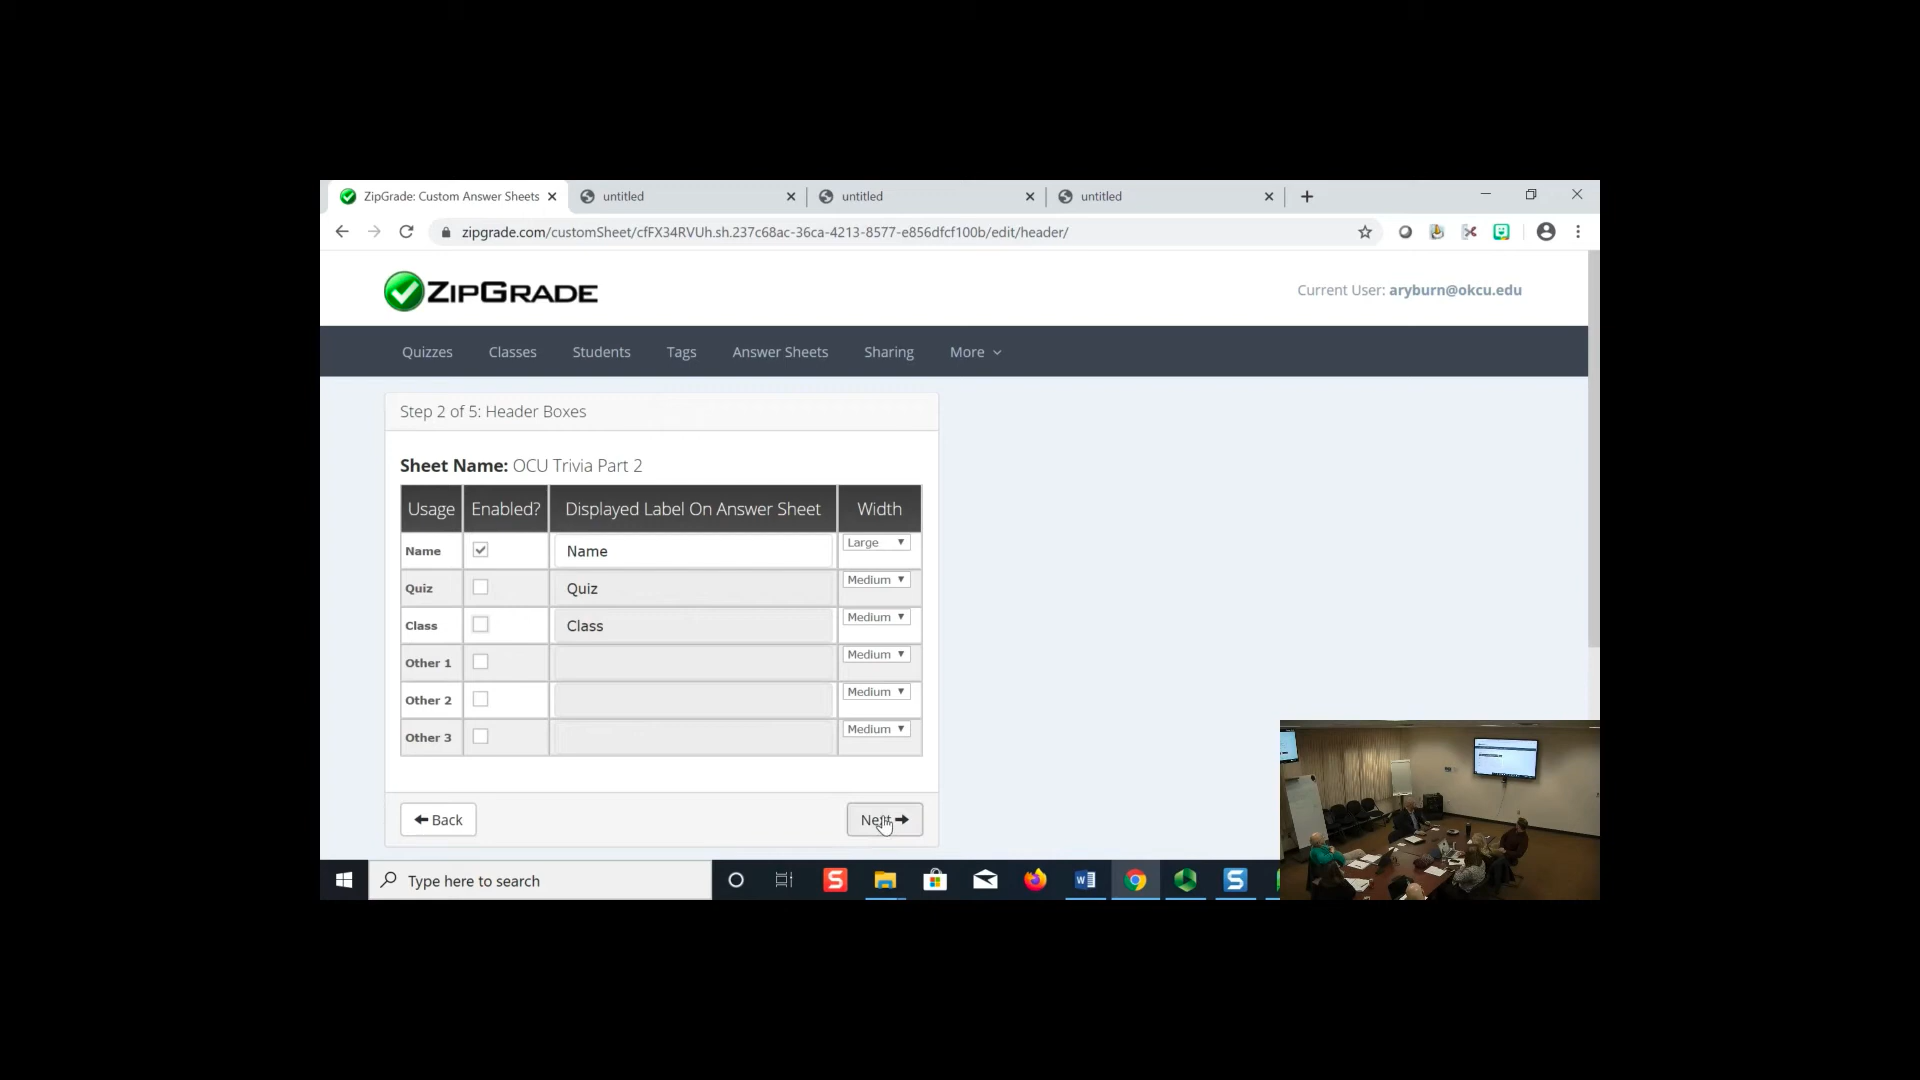 ZipGrade: Custom Answer Sheets
untitled
untitled
untitled
zipgrade.com/customSheet/cfFX34RVUh.sh.237c68ac-36ca-4213-8577-e856dfcf100b/edit/header/
ZIPGRADE
Current User: aryburn@okcu.edu
Quizzes Classes Students Tags Answer Sheets Sharing More
Step 2 of 5: Header Boxes
Sheet Name: OCU Trivia Part 2
Usage Enabled? Displayed Label On Answer Sheet Width
Name Name Large
Quiz Quiz Medium
Class Class Medium
Other 1 Medium
Other 2 Medium
Other 3 Medium
Back Next
Type here to search